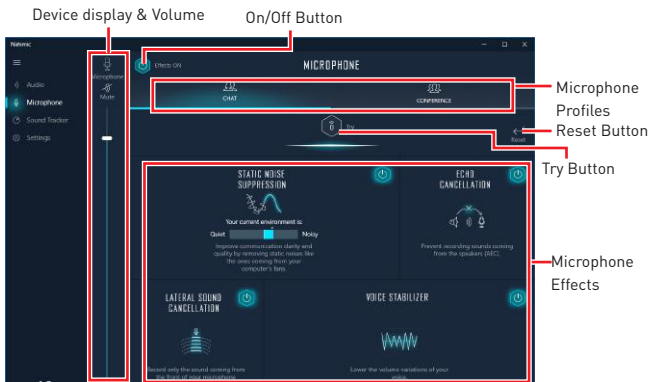 Device display & Volume
On/Off Button
Nahimic
Microphone
Mute
Effects ON
MICROPHONE
Audio
Microphone
Sound Tracker
Settings
CHAT
CONFERENCE
Microphone
Profiles
Try
Reset
Reset Button
Try Button
STATIC NOISE
SUPPRESSION
Your current environment is:
Quiet Noisy
Improve communication clarity and
quality by removing static noises like
the ones coming from your
computer's fans.
ECHO
CANCELLATION
Prevent recording sounds coming
from the speakers (AEC).
Microphone
Effects
LATERAL SOUND
CANCELLATION
Record only the sound coming from
the front of your microphone
VOICE STABILIZER
Lower the volume variations of your
voice.